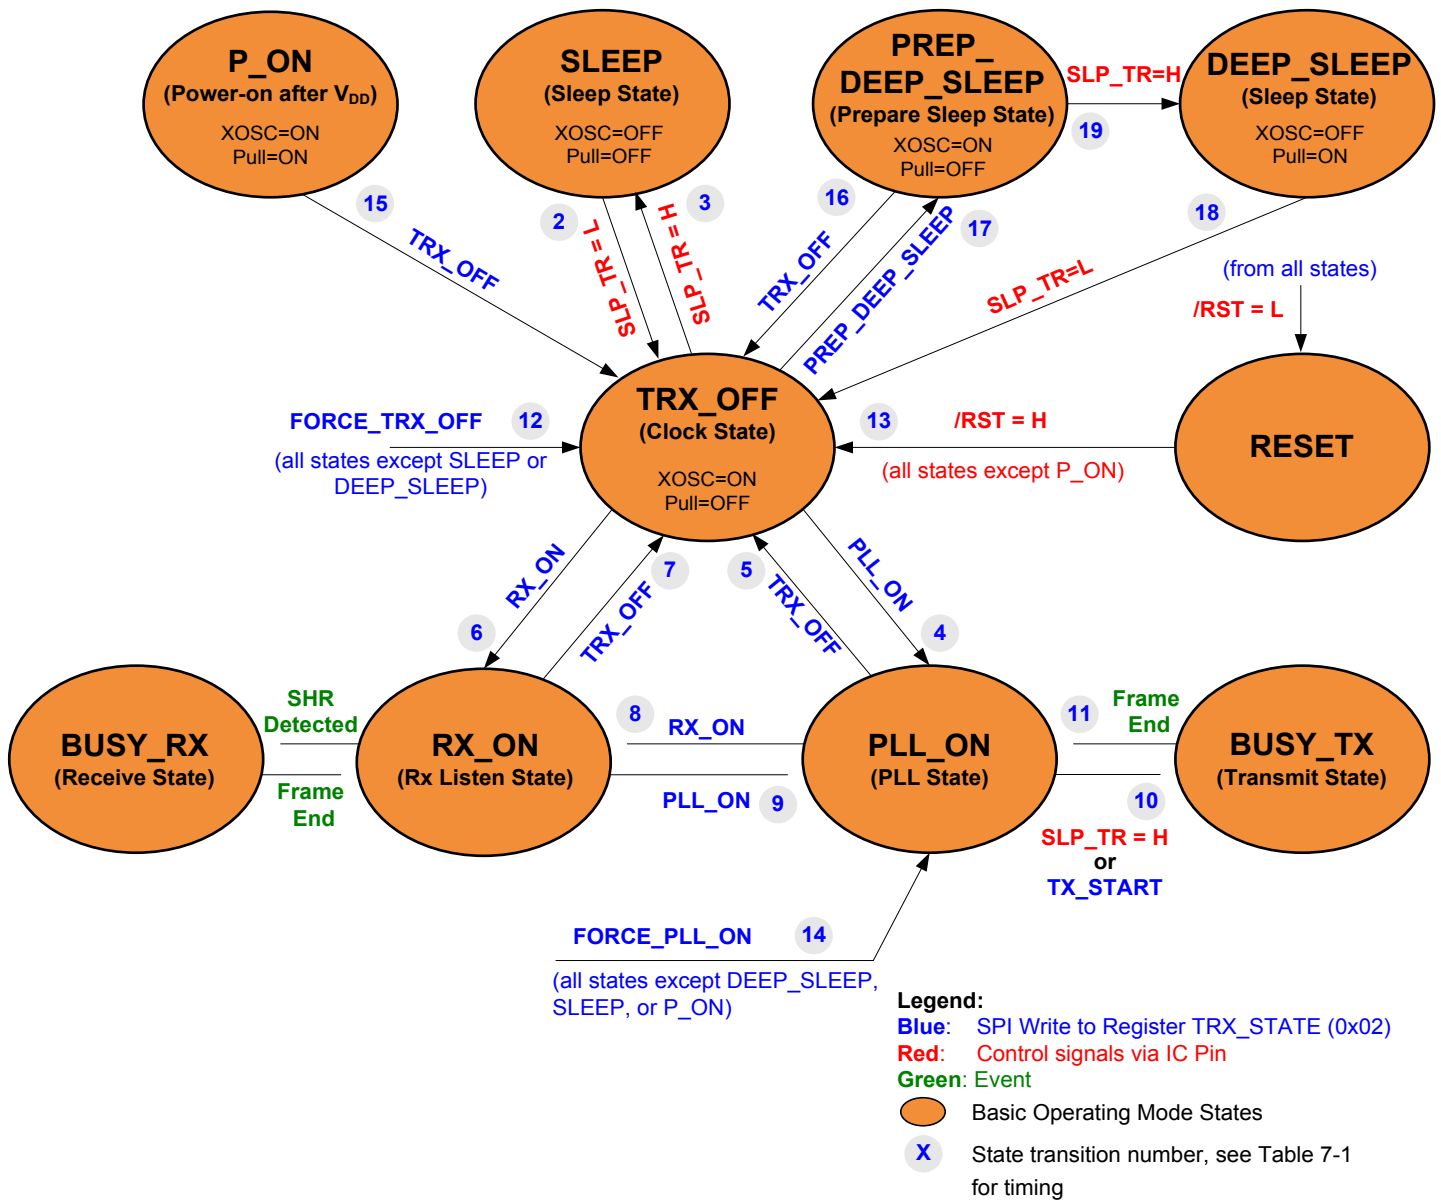 P_ON
(Power-on after VDD)
XOSC=ON
Pull=ON
SLEEP
(Sleep State)
XOSC=OFF
Pull=OFF
PREP_
DEEP_SLEEP
(Prepare Sleep State)
XOSC=ON
Pull=OFF
SLP_TR=H
19
DEEP_SLEEP
(Sleep State)
XOSC=OFF
Pull=ON
15
TRX_OFF
2
SLP_TR = L
SLP_TR = H
3
16
TRX_OFF
PREP_DEEP_SLEEP
17
18
SLP_TR=L
(from all states)
/RST = L
TRX_OFF
(Clock State)
XOSC=ON
Pull=OFF
FORCE_TRX_OFF
12
(all states except SLEEP or
DEEP_SLEEP)
13
/RST = H
(all states except P_ON)
RESET
RX_ON
6
TRX_OFF
7
5
TRX_OFF
PLL_ON
4
BUSY_RX
(Receive State)
SHR
Detected
Frame
End
RX_ON
(Rx Listen State)
8
RX_ON
PLL_ON
9
PLL_ON
(PLL State)
11
Frame
End
10
SLP_TR = H
or
TX_START
BUSY_TX
(Transmit State)
FORCE_PLL_ON
14
(all states except DEEP_SLEEP,
SLEEP, or P_ON)
Legend:
Blue: SPI Write to Register TRX_STATE (0x02)
Red: Control signals via IC Pin
Green: Event
Basic Operating Mode States
X
State transition number, see Table 7-1
for timing